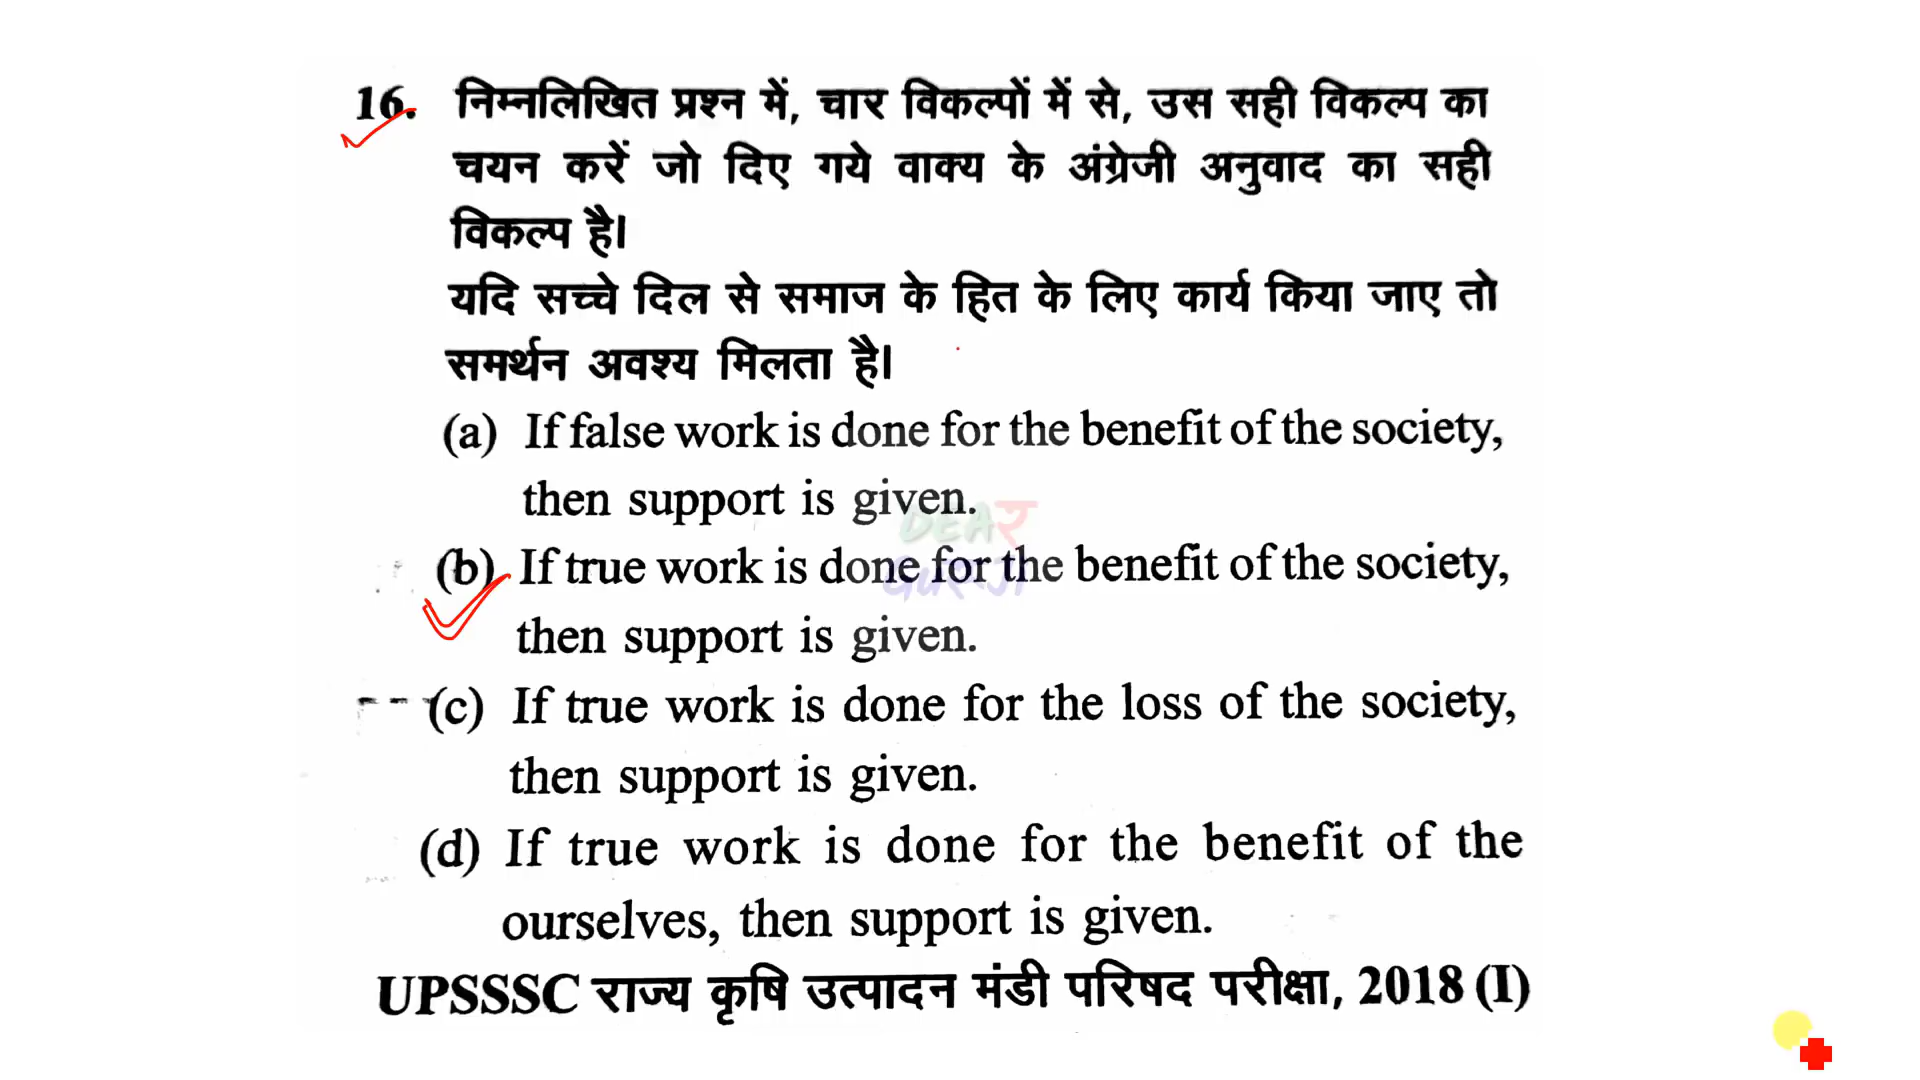 16. निम्नलिखित प्रश्न में, चार विकल्पों में से, उस सही विकल्प का
चयन करें जो दिए गये वाक्य के अंग्रेजी अनुवाद का सही
विकल्प है।
यदि सच्चे दिल से समाज के हित के लिए कार्य किया जाए तो
समर्थन अवश्य मिलता है।
(a) If false work is done for the benefit of the society,
then support is given.
DEAR
(b) If true work is done for the benefit of the society,
then support is given.
(c) If true work is done for the loss of the society,
then support is given.
(d) If true work is done for the benefit of the
ourselves, then support is given.
UPSSSC राज्य कृषि उत्पादन मंडी परिषद परीक्षा, 2018 (I)